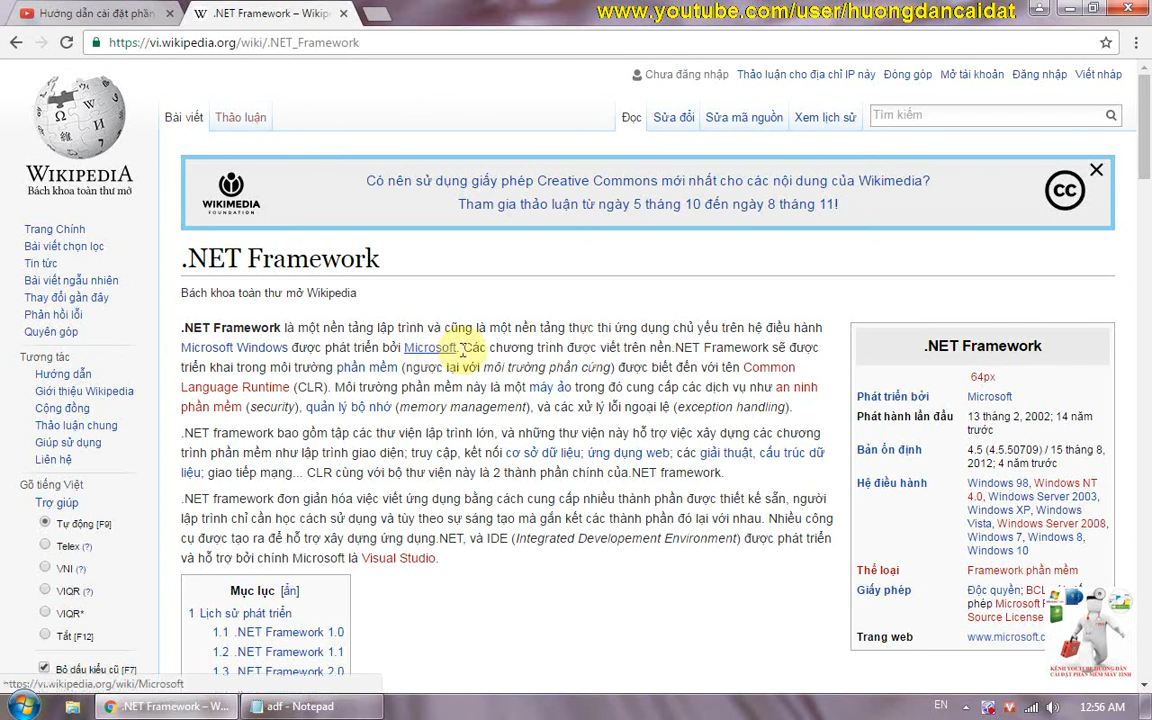 Hướng dẫn cài đặt phần
.NET Framework – Wikip
www.youtube.com/user/huongdancaidat
https://vi.wikipedia.org/wiki/.NET_Framework
WIKIPEDIA
Bách khoa toàn thư mở
Chưa đăng nhập Thảo luận cho địa chỉ IP này Đóng góp Mở tài khoản Đăng nhập Viết nháp
Bài viết Thảo luận Đọc Sửa đổi Sửa mã nguồn Xem lịch sử Tìm kiếm
WIKIMEDIA
FOUNDATION
Có nên sử dụng giấy phép Creative Commons mới nhất cho các nội dung của Wikimedia?
Tham gia thảo luận từ ngày 5 tháng 10 đến ngày 8 tháng 11!
CC
Trang Chính
Bài viết chọn lọc
Tin tức
Bài viết ngẫu nhiên
Thay đổi gần đây
Phản hồi lỗi
Quyên góp
Tương tác
Hướng dẫn
Giới thiệu Wikipedia
Cộng đồng
Thảo luận chung
Giúp sử dụng
Liên hệ
Gõ tiếng Việt
Trợ giúp
Tự động [F9]
Telex (?)
VNI (?)
VIQR (?)
VIQR*
Tắt [F12]
Bỏ dấu kiểu cũ [F7]
.NET Framework
Bách khoa toàn thư mở Wikipedia
.NET Framework là một nền tảng lập trình và cũng là một nền tảng thực thi ứng dụng chủ yếu trên hệ điều hành
Microsoft Windows được phát triển bởi Microsoft. Các chương trình được viết trên nền.NET Framework sẽ được
triển khai trong môi trường phần mềm (ngược lại với môi trường phần cứng) được biết đến với tên Common
Language Runtime (CLR). Môi trường phần mềm này là một máy ảo trong đó cung cấp các dịch vụ như an ninh
phần mềm (security), quản lý bộ nhớ (memory management), và các xử lý lỗi ngoại lệ (exception handling).
.NET framework bao gồm tập các thư viện lập trình lớn, và những thư viện này hỗ trợ việc xây dựng các chương
trình phần mềm như lập trình giao diện; truy cập, kết nối cơ sở dữ liệu; ứng dụng web; các giải thuật, cấu trúc dữ
liệu; giao tiếp mạng... CLR cùng với bộ thư viện này là 2 thành phần chính của.NET framework.
.NET framework đơn giản hóa việc viết ứng dụng bằng cách cung cấp nhiều thành phần được thiết kế sẵn, người
lập trình chỉ cần học cách sử dụng và tùy theo sự sáng tạo mà gắn kết các thành phần đó lại với nhau. Nhiều công
cụ được tạo ra để hỗ trợ xây dựng ứng dụng.NET, và IDE (Integrated Developement Environment) được phát triển
và hỗ trợ bởi chính Microsoft là Visual Studio.
Mục lục [ẩn]
1 Lịch sử phát triển
1.1 .NET Framework 1.0
1.2 .NET Framework 1.1
1.3 .NET Framework 2.0
.NET Framework
64px
Phát triển bởi Microsoft
Phát hành lần đầu 13 tháng 2, 2002; 14 năm
trước
Bản ổn định 4.5 (4.5.50709) / 15 tháng 8,
2012; 4 năm trước
Hệ điều hành Windows 98, Windows NT
4.0, Windows Server 2003,
Windows XP, Windows
Vista, Windows Server 2008,
Windows 7, Windows 8,
Windows 10
Thể loại Framework phần mềm
Giấy phép Độc quyền; BCL
phép Microsoft
Source License
Trang web www.microsoft.c
KÊNH YOUTUBE HƯỚNG DẪN
CÀI ĐẶT PHẦN MỀM MÁY TÍNH
https://vi.wikipedia.org/wiki/Microsoft
.NET Framework – W...
adf - Notepad
EN
12:56 AM